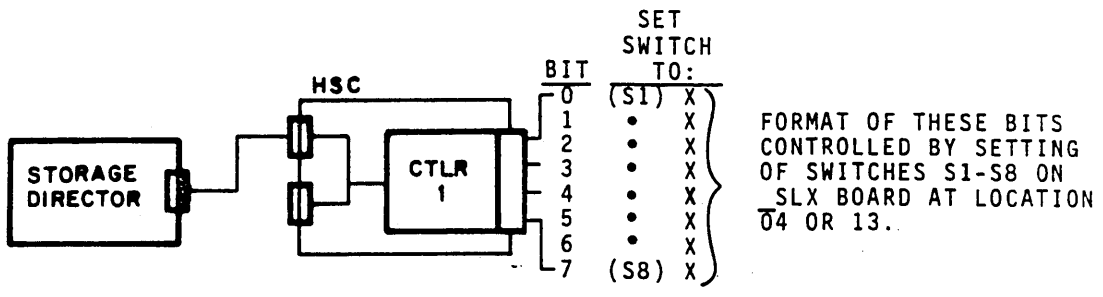 SET
SWITCH
BIT TO:
HSC
0 (S1) X
1 • X
2 • X
3 • X
4 • X
5 • X
6 • X
7 (S8) X
STORAGE
DIRECTOR
CTLR
1
FORMAT OF THESE BITS
CONTROLLED BY SETTING
OF SWITCHES S1-S8 ON
_SLX BOARD AT LOCATION
04 OR 13.